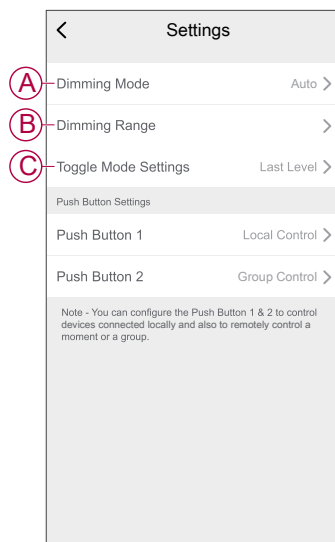 Settings
A Dimming Mode Auto
B Dimming Range
C Toggle Mode Settings Last Level
Push Button Settings
Push Button 1 Local Control
Push Button 2 Group Control
Note - You can configure the Push Button 1 & 2 to control
devices connected locally and also to remotely control a
moment or a group.